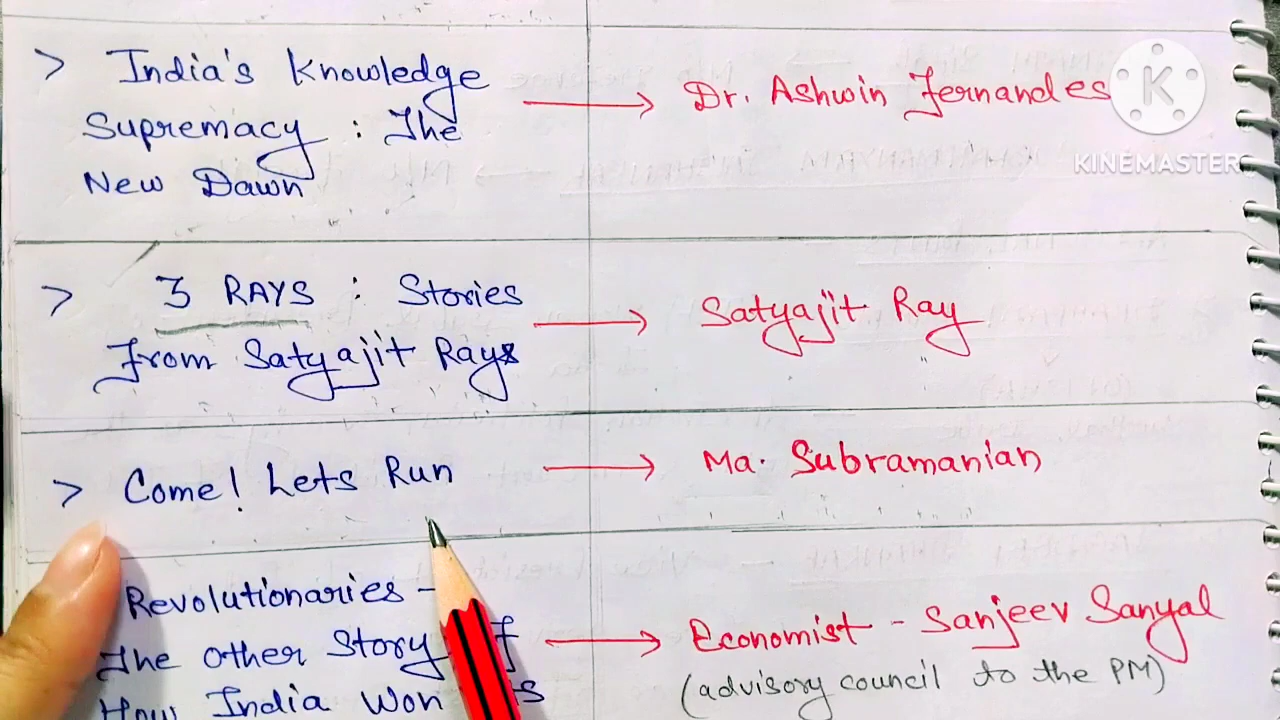 > India's Knowledge
Supremacy : The
New Dawn
→ Dr. Ashwin Fernandes
K
KINEMASTER
> 3 RAYS : Stories
From Satyajit Rays
→ Satyajit Ray
> Come! Lets Run
→ Ma. Subramanian
Revolutionaries -
The other Story
How India Won
→ Economist - Sanjeev Sanyal
(advisory council to the PM)